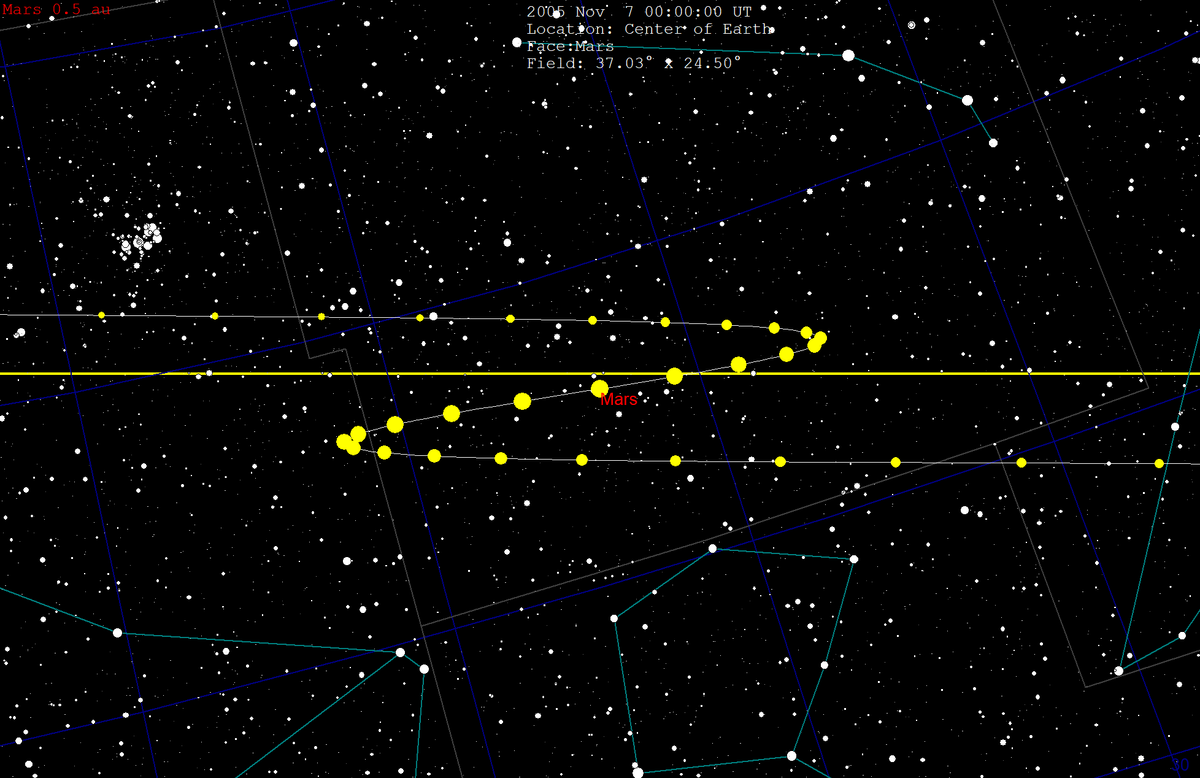 Mars 0.5 au
2005 Nov. 7 00:00:00 UT
Location: Center of Earth
Face:Mars
Field: 37.03° x 24.50°
Mars